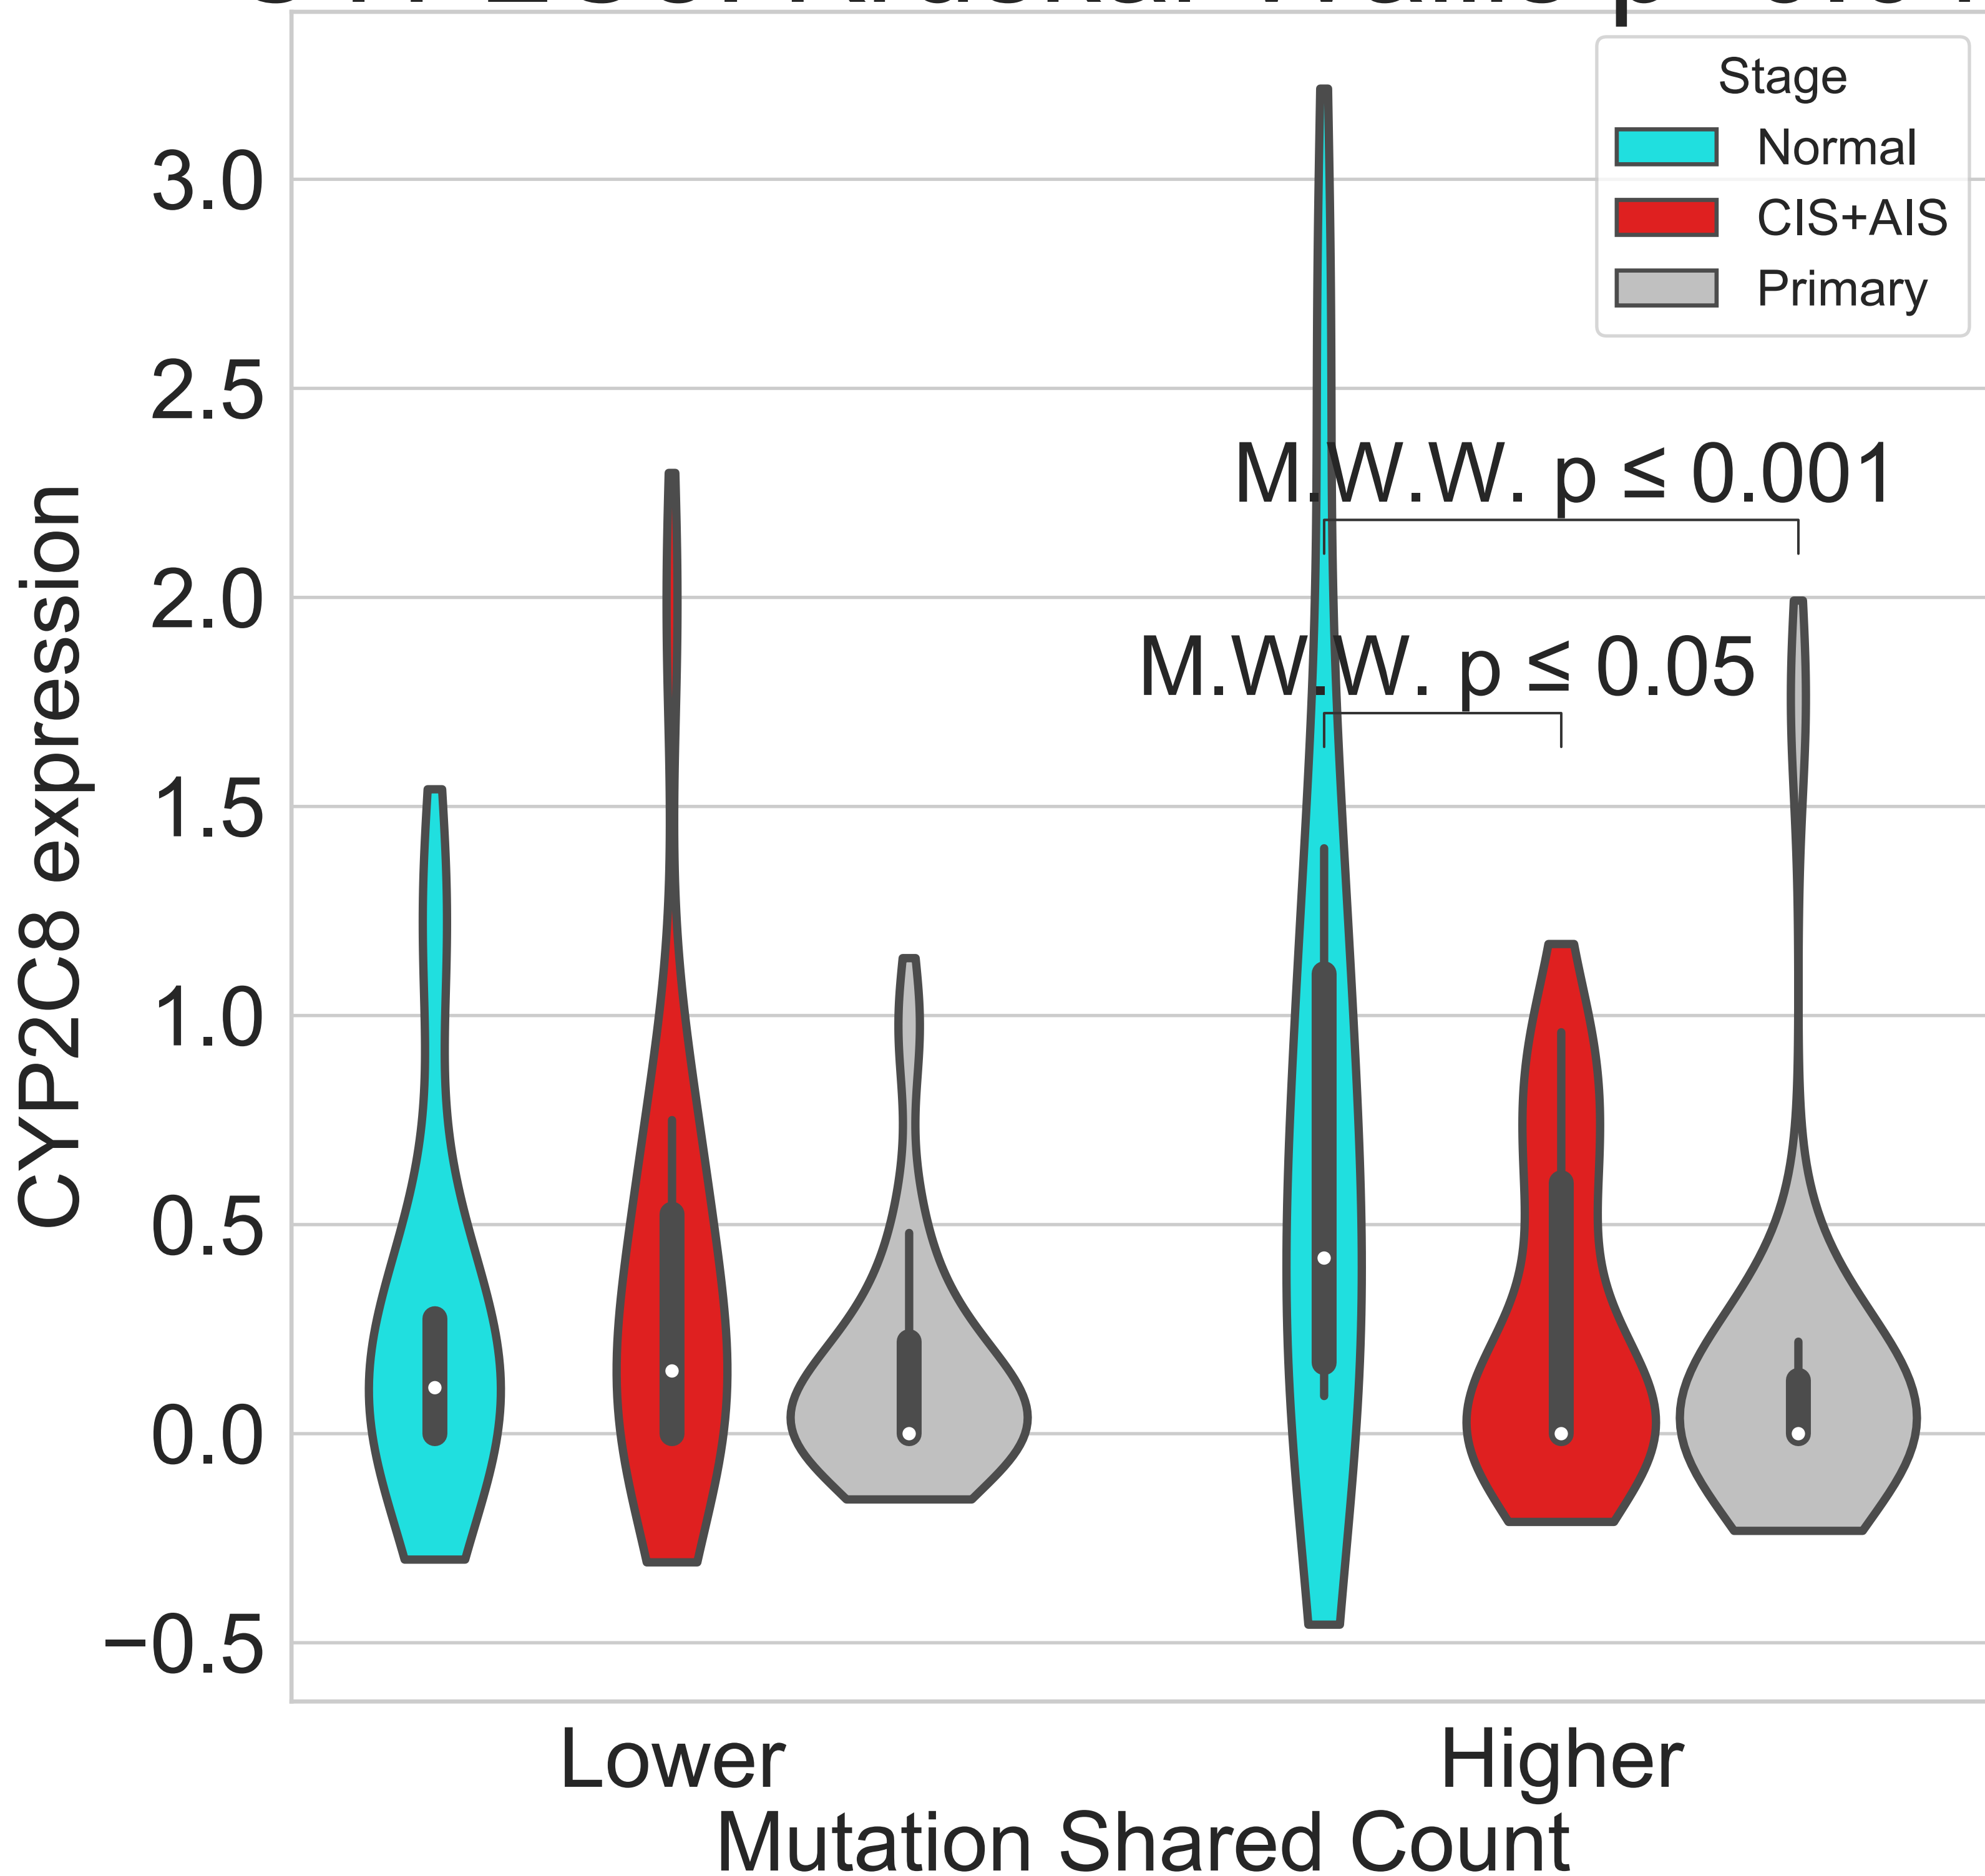 Stage
Normal
CIS+AIS
Primary
3.0
2.5
2.0
1.5
1.0
0.5
0.0
−0.5
CYP2C8 expression
M.W.W. p ≤ 0.001
M.W.W. p ≤ 0.05
Lower
Higher
Mutation Shared Count